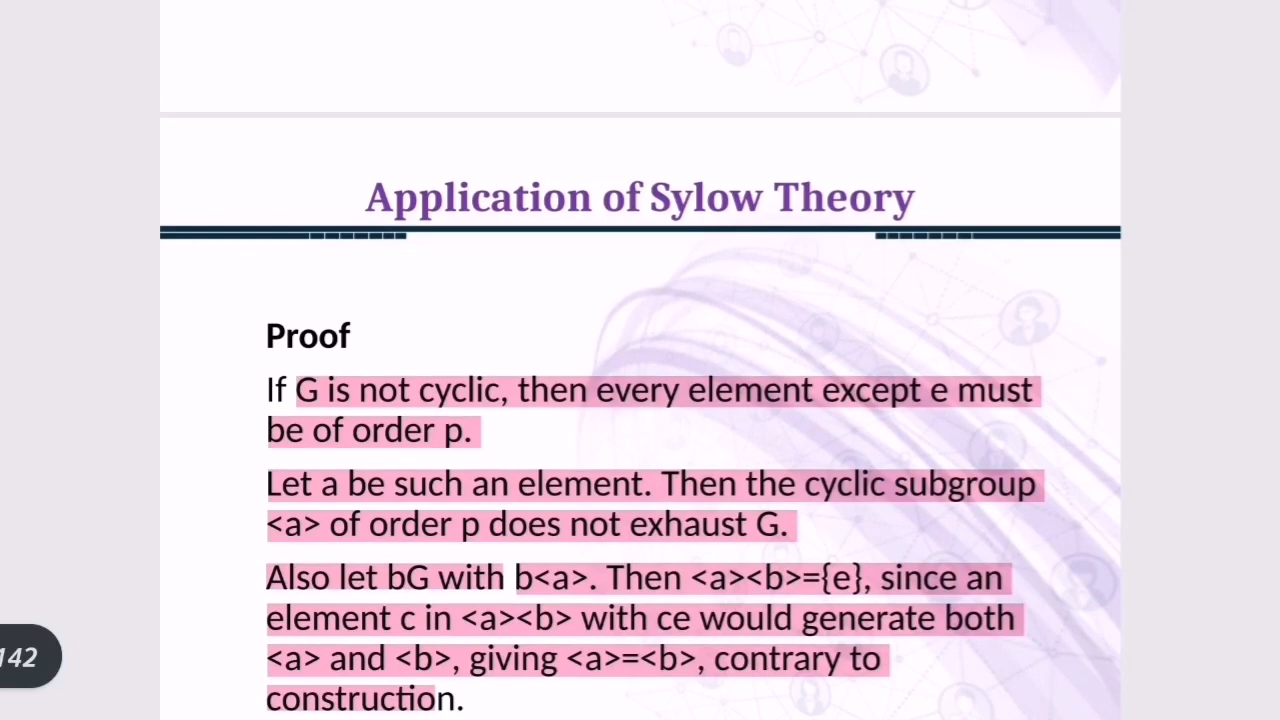 Application of Sylow Theory
Proof
If G is not cyclic, then every element except e must
be of order p.
Let a be such an element. Then the cyclic subgroup
<a> of order p does not exhaust G.
Also let bG with b<a>. Then <a><b>={e}, since an
element c in <a><b> with ce would generate both
<a> and <b>, giving <a>=<b>, contrary to
142
construction.